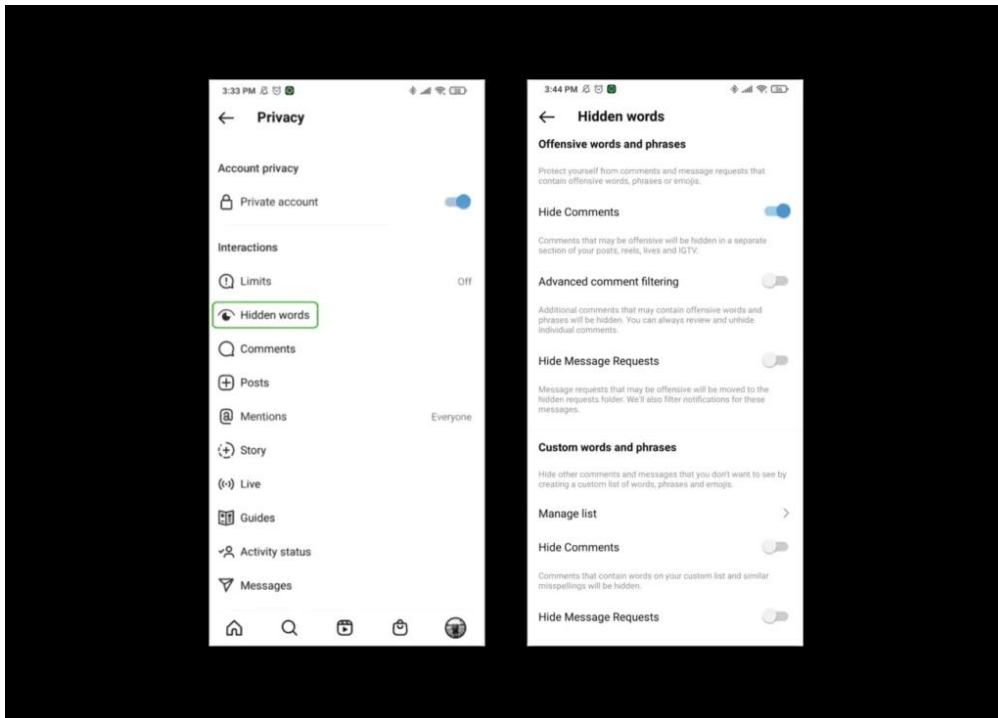 3:33 PM
Privacy
Account privacy
Private account
Interactions
Limits Off
Hidden words
Comments
Posts
Mentions Everyone
Story
Live
Guides
Activity status
Messages
3:44 PM
Hidden words
Offensive words and phrases
Protect yourself from comments and message requests that
contain offensive words, phrases or emojis.
Hide Comments
Comments that may be offensive will be hidden in a separate
section of your posts, reels, lives and IGTV.
Advanced comment filtering
Additional comments that may contain offensive words and
phrases will be hidden. You can always review and unhide
individual comments.
Hide Message Requests
Message requests that may be offensive will be moved to the
hidden requests folder. We'll also filter notifications for these
messages.
Custom words and phrases
Hide other comments and messages that you don't want to see by
creating a custom list of words, phrases and emojis.
Manage list
Hide Comments
Comments that contain words on your custom list and similar
misspellings will be hidden.
Hide Message Requests